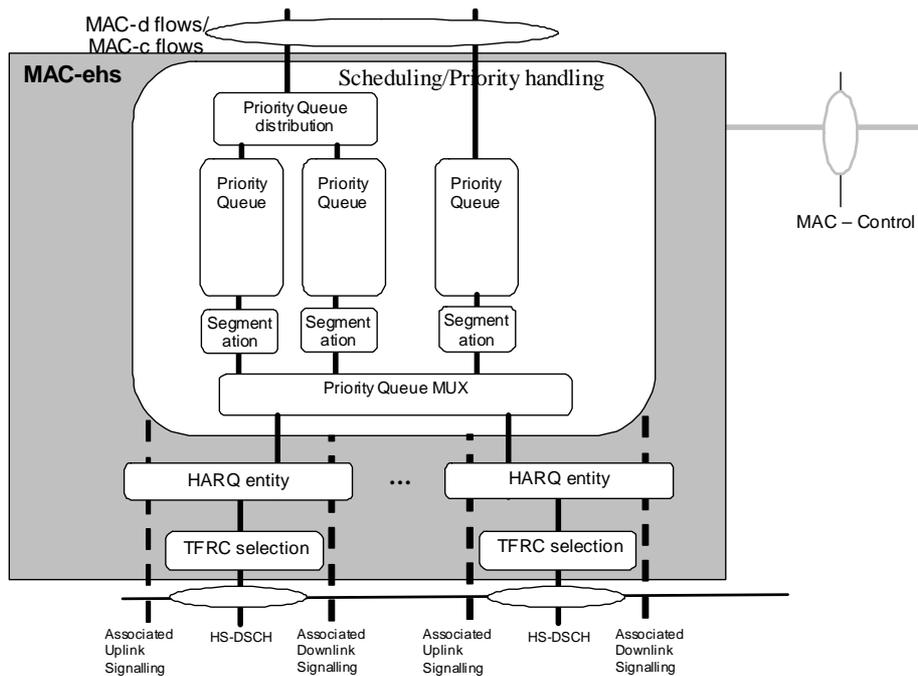 MAC-d flows/
MAC-c flows
MAC-ehs
Scheduling/Priority handling
Priority Queue
distribution
Priority
Queue
Priority
Queue
Priority
Queue
MAC – Control
Segment
ation
Segment
ation
Segment
ation
Priority Queue MUX
HARQ entity
...
HARQ entity
TFRC selection
TFRC selection
Associated
Uplink
Signalling
HS-DSCH
Associated
Downlink
Signalling
Associated
Uplink
Signalling
HS-DSCH
Associated
Downlink
Signalling